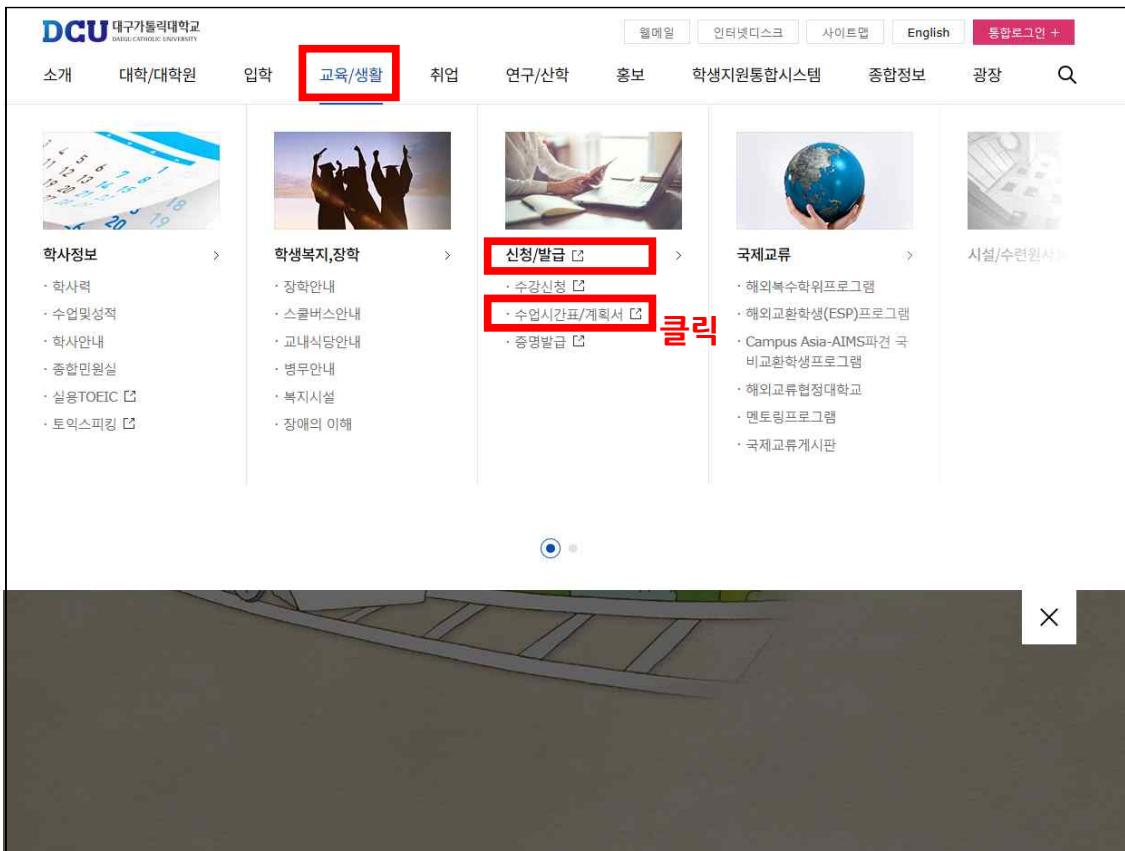 DCU 대구가톨릭대학교
DAEGU CATHOLIC UNIVERSITY
웹메일 인터넷디스크 사이트맵 English 통합로그인 +
소개 대학/대학원 입학 교육/생활 취업 연구/산학 홍보 학생지원통합시스템 종합정보 광장
학사정보
· 학사력
· 수업및성적
· 학사안내
· 종합민원실
· 실용TOEIC
· 토익스피킹
학생복지,장학
· 장학안내
· 스쿨버스안내
· 교내식당안내
· 병무안내
· 복지시설
· 장애의 이해
신청/발급
· 수강신청
· 수업시간표/계획서
클릭
· 증명발급
국제교류
· 해외복수학위프로그램
· 해외교환학생(ESP)프로그램
· Campus Asia-AIMS파견 국
비교환학생프로그램
· 해외교류협정대학교
· 멘토링프로그램
· 국제교류게시판
시설/수련원